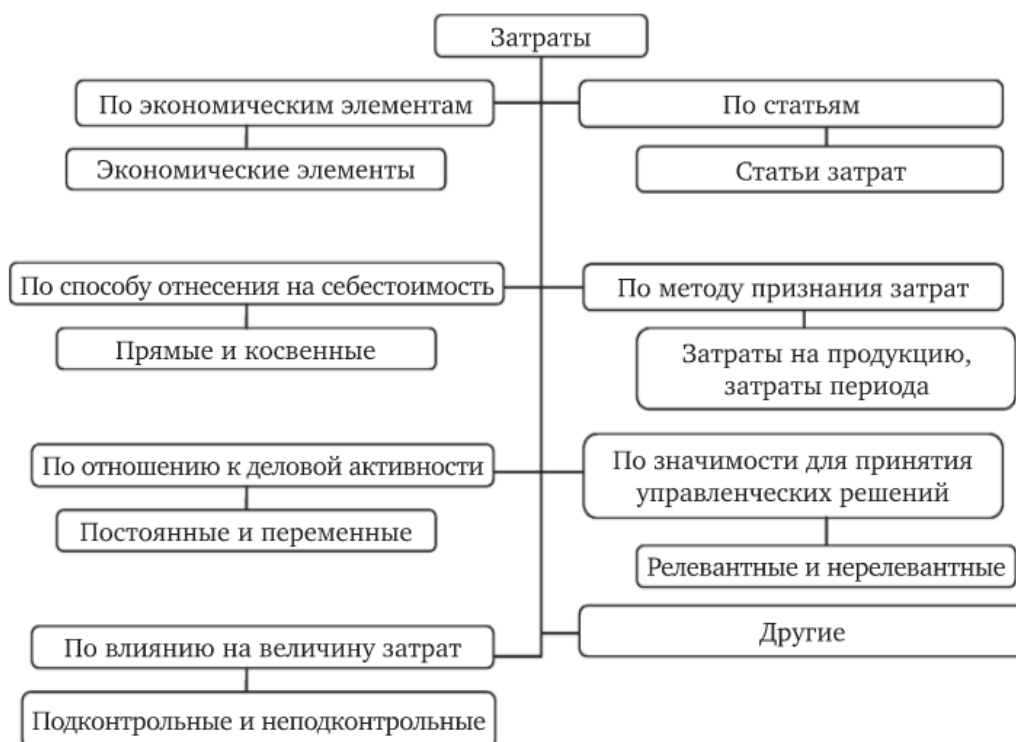 Затраты
По экономическим элементам
По статьям
Экономические элементы
Статьи затрат
По способу отнесения на себестоимость
По методу признания затрат
Прямые и косвенные
Затраты на продукцию,
затраты периода
По отношению к деловой активности
По значимости для принятия
управленческих решений
Постоянные и переменные
Релевантные и нерелевантные
Другие
По влиянию на величину затрат
Подконтрольные и неподконтрольные